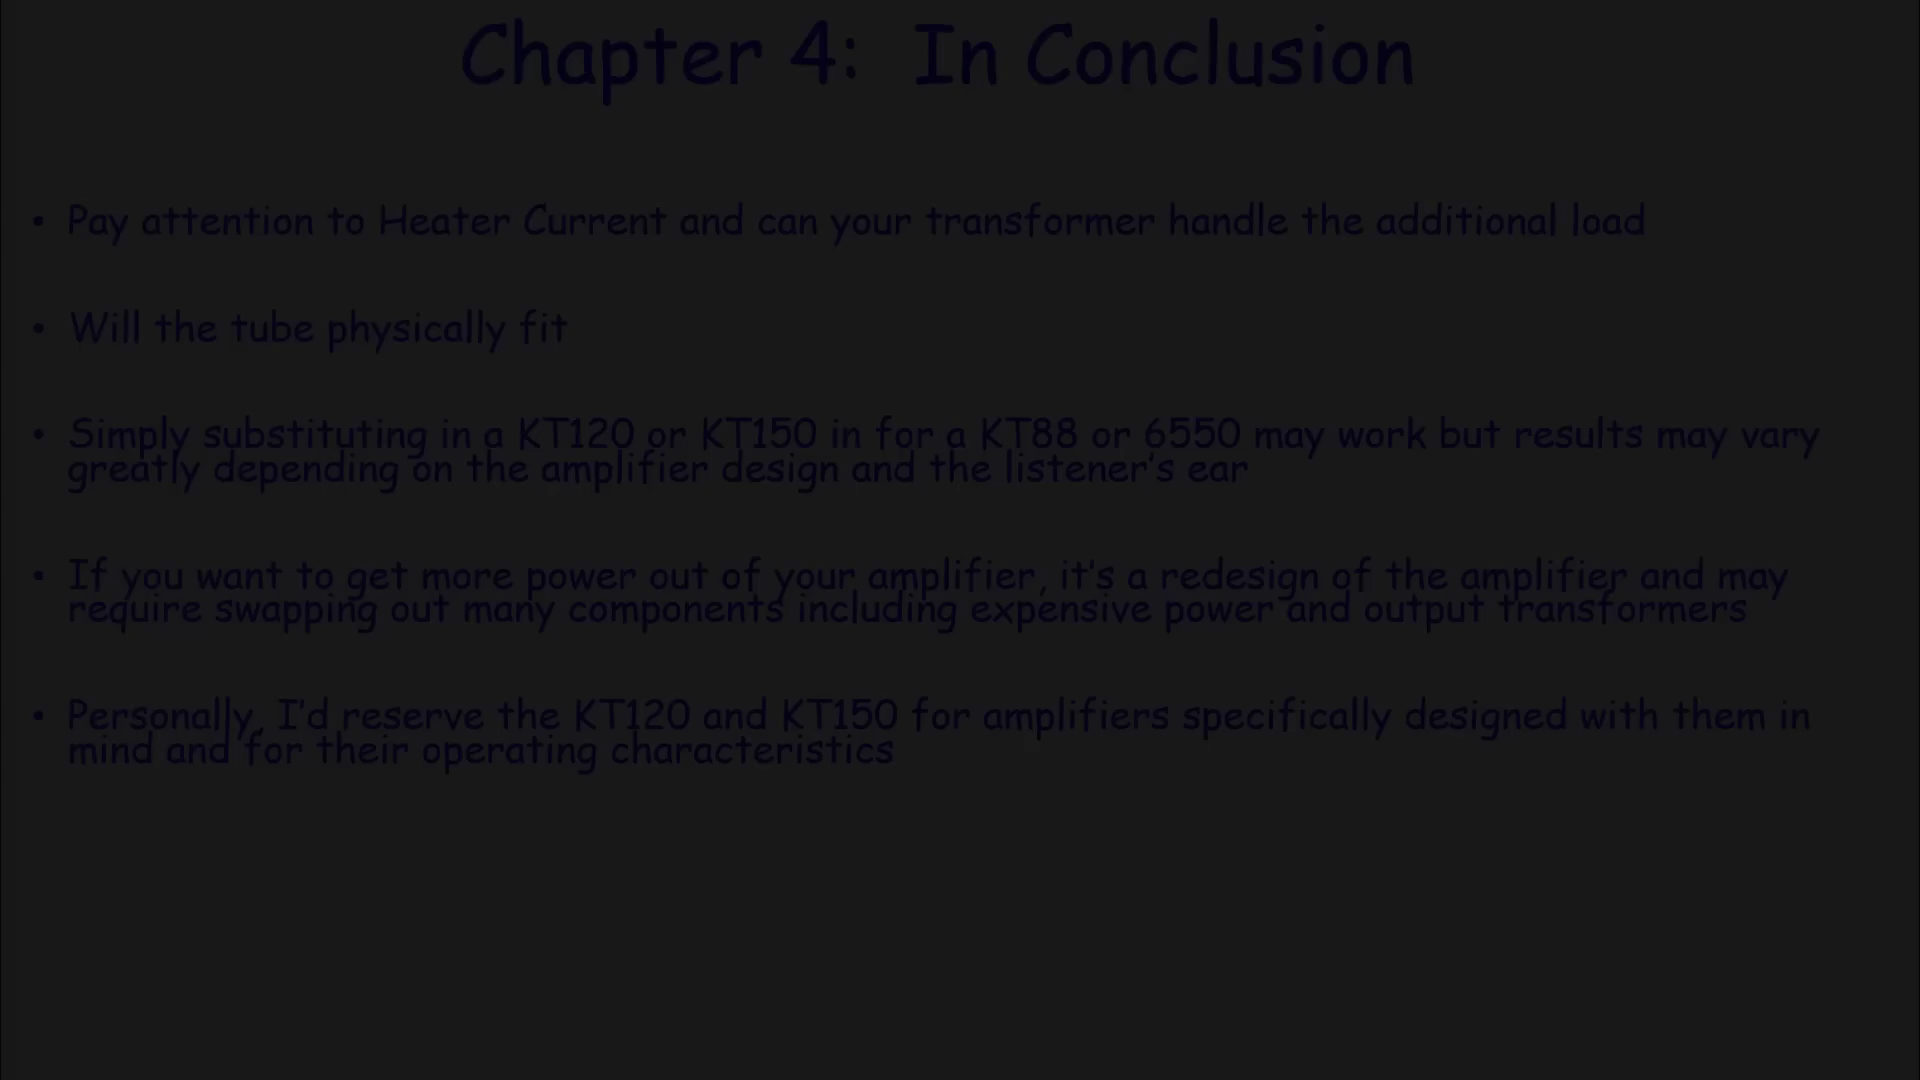 Chapter 4:  In Conclusion
• Pay attention to Heater Current and can your transformer handle the additional load
• Will the tube physically fit
• Simply substituting in a KT120 or KT150 in for a KT88 or 6550 may work but results may vary
greatly depending on the amplifier design and the listener's ear
• If you want to get more power out of your amplifier, it's a redesign of the amplifier and may
require swapping out many components including expensive power and output transformers
• Personally, I'd reserve the KT120 and KT150 for amplifiers specifically designed with them in
mind and for their operating characteristics